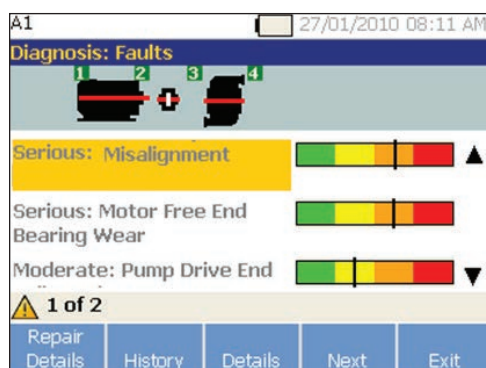 A1 27/01/2010 08:11 AM
Diagnosis: Faults
1 2 3 4
Serious: Misalignment
Serious: Motor Free End
Bearing Wear
Moderate: Pump Drive End
1 of 2
Repair
Details History Details Next Exit